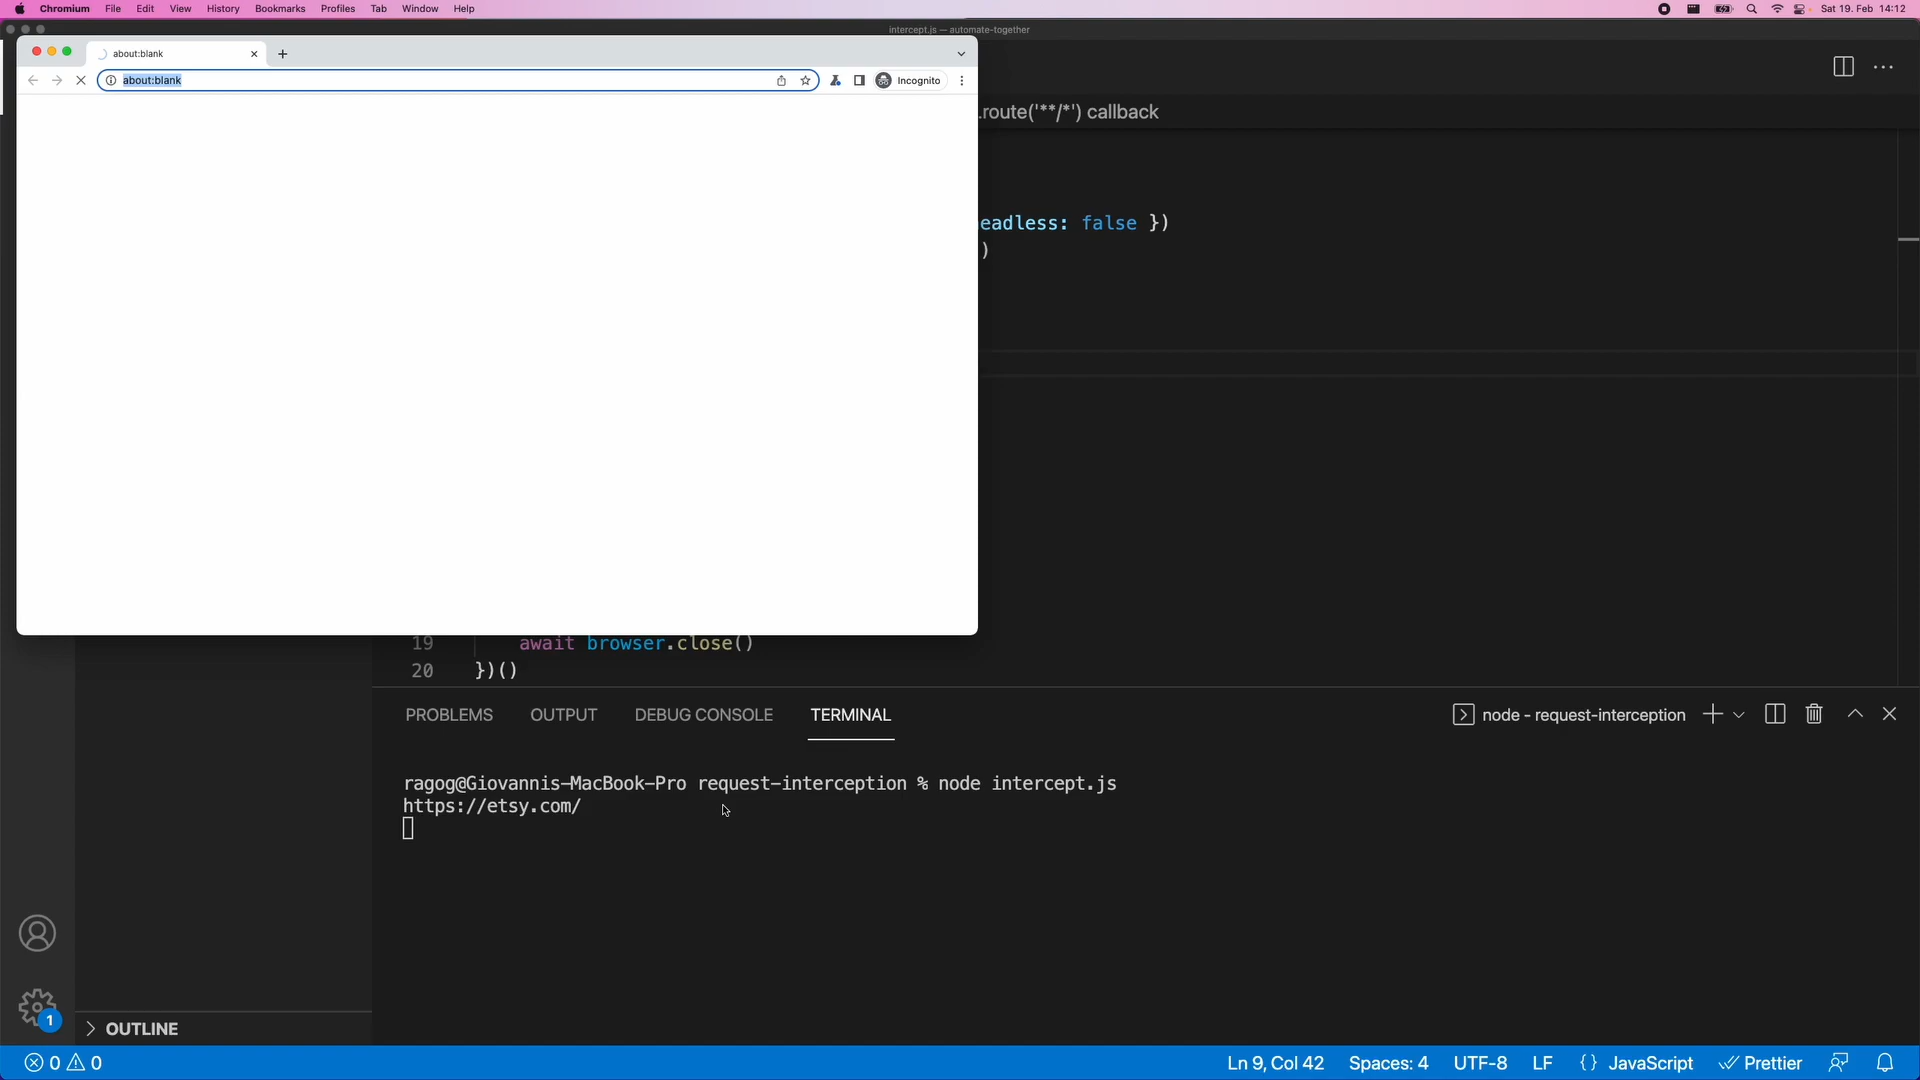 Chromium File Edit View History Bookmarks Profiles Tab Window Help
Sat 19. Feb 14:12
intercept.js — automate-together
about:blank
about:blank
Incognito
.route('**/*') callback
eadless: false })
)
19 await browser.close()
20 })()
PROBLEMS OUTPUT DEBUG CONSOLE TERMINAL
node - request-interception
ragog@Giovannis-MacBook-Pro request-interception % node intercept.js
https://etsy.com/
1
OUTLINE
0 0
Ln 9, Col 42 Spaces: 4 UTF-8 LF {} JavaScript Prettier